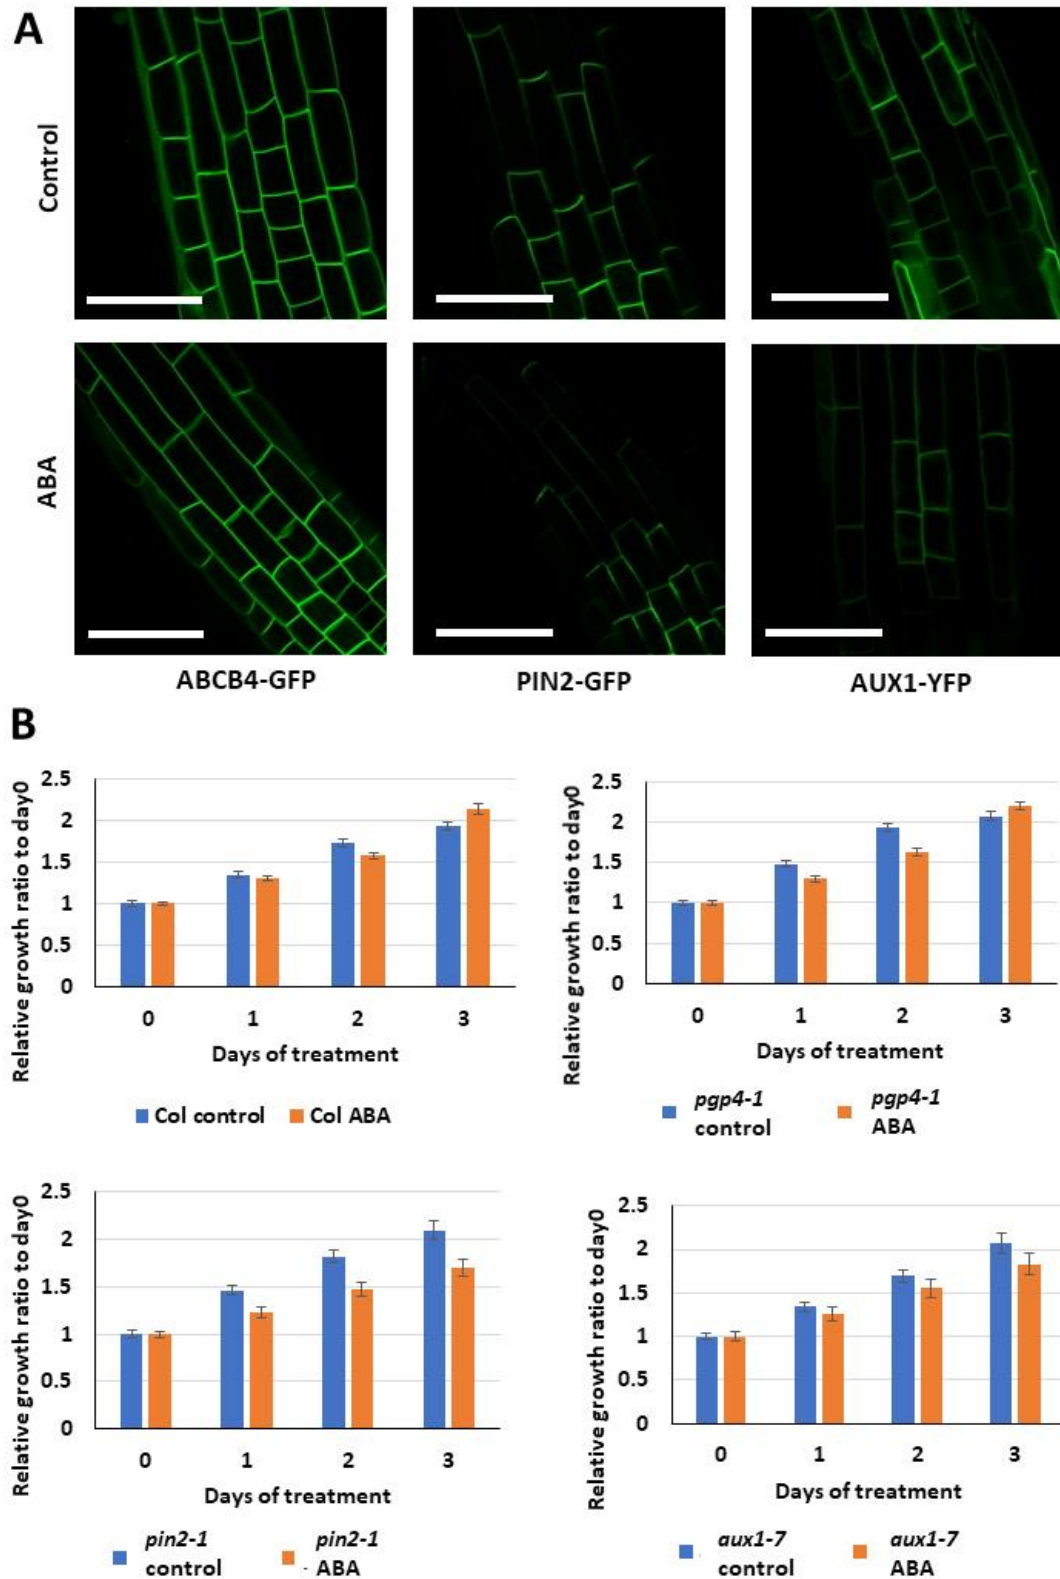 A
Control
ABA
ABCB4-GFP
PIN2-GFP
AUX1-YFP
B
Relative growth ratio to day0
2.5
2
1.5
1
0.5
0
0 1 2 3
Days of treatment
Col control Col ABA
Relative growth ratio to day0
2.5
2
1.5
1
0.5
0
0 1 2 3
Days of treatment
pgp4-1
control
pgp4-1
ABA
Relative growth ratio to day0
2.5
2
1.5
1
0.5
0
0 1 2 3
Days of treatment
pin2-1
control
pin2-1
ABA
Relative growth ratio to day0
2.5
2
1.5
1
0.5
0
0 1 2 3
Days of treatment
aux1-7
control
aux1-7
ABA